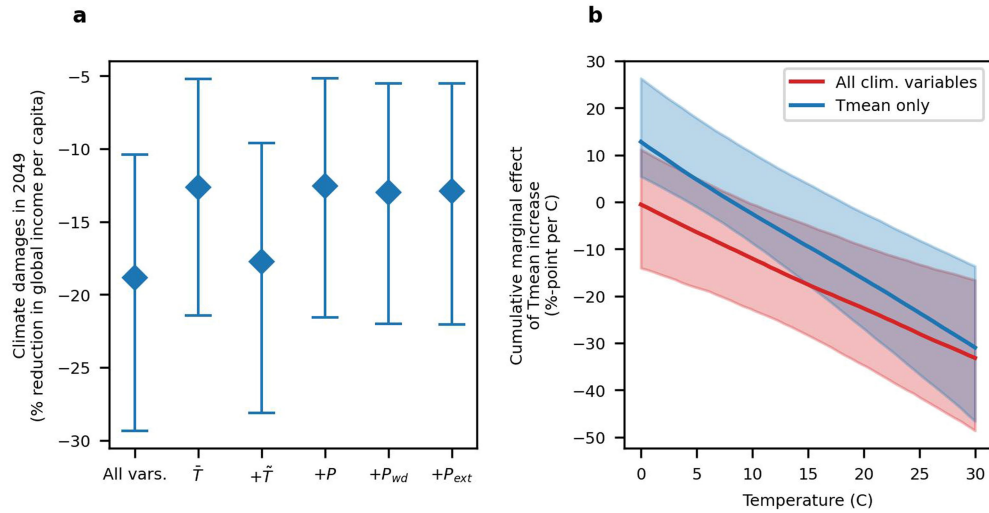 a
Climate damages in 2049
(% reduction in global income per capita)
−5
−10
−15
−20
−25
−30
All vars.
T̄
+T̃
+P
+P_wd
+P_ext
b
Cumulative marginal effect
of Tmean increase
(%-point per C)
30
20
10
0
−10
−20
−30
−40
−50
All clim. variables
Tmean only
0 5 10 15 20 25 30
Temperature (C)